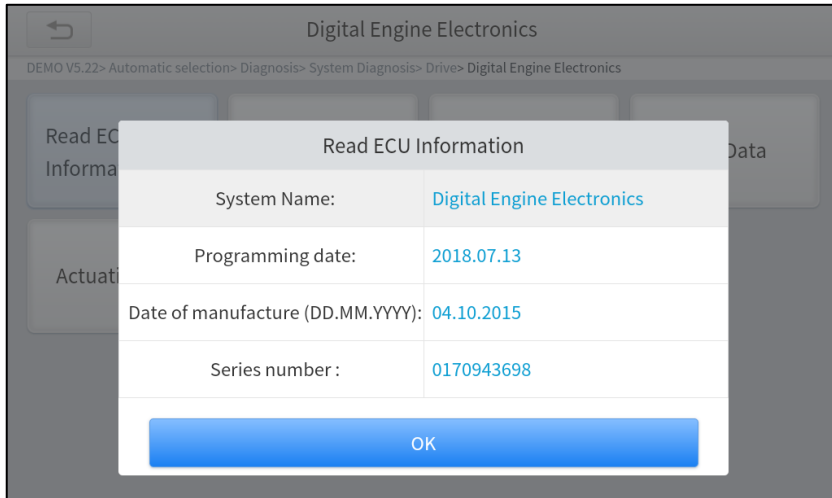 Digital Engine Electronics
DEMO V5.22> Automatic selection> Diagnosis> System Diagnosis> Drive> Digital Engine Electronics
Read EC
Informa
Data
Actuati
Read ECU Information
System Name: Digital Engine Electronics
Programming date: 2018.07.13
Date of manufacture (DD.MM.YYYY): 04.10.2015
Series number : 0170943698
OK